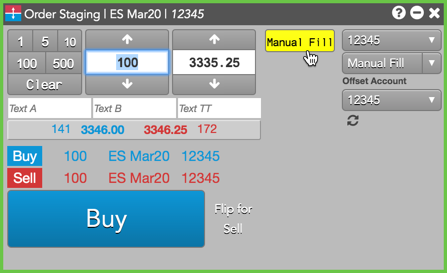 Order Staging | ES Mar20 | 12345
1 5 10
100 500
Clear
100
3335.25
Manual Fill
12345
Manual Fill
Offset Account
12345
Text A Text B Text TT
141 3346.00 3346.25 172
Buy 100 ES Mar20 12345
Sell 100 ES Mar20 12345
Buy
Flip for
Sell